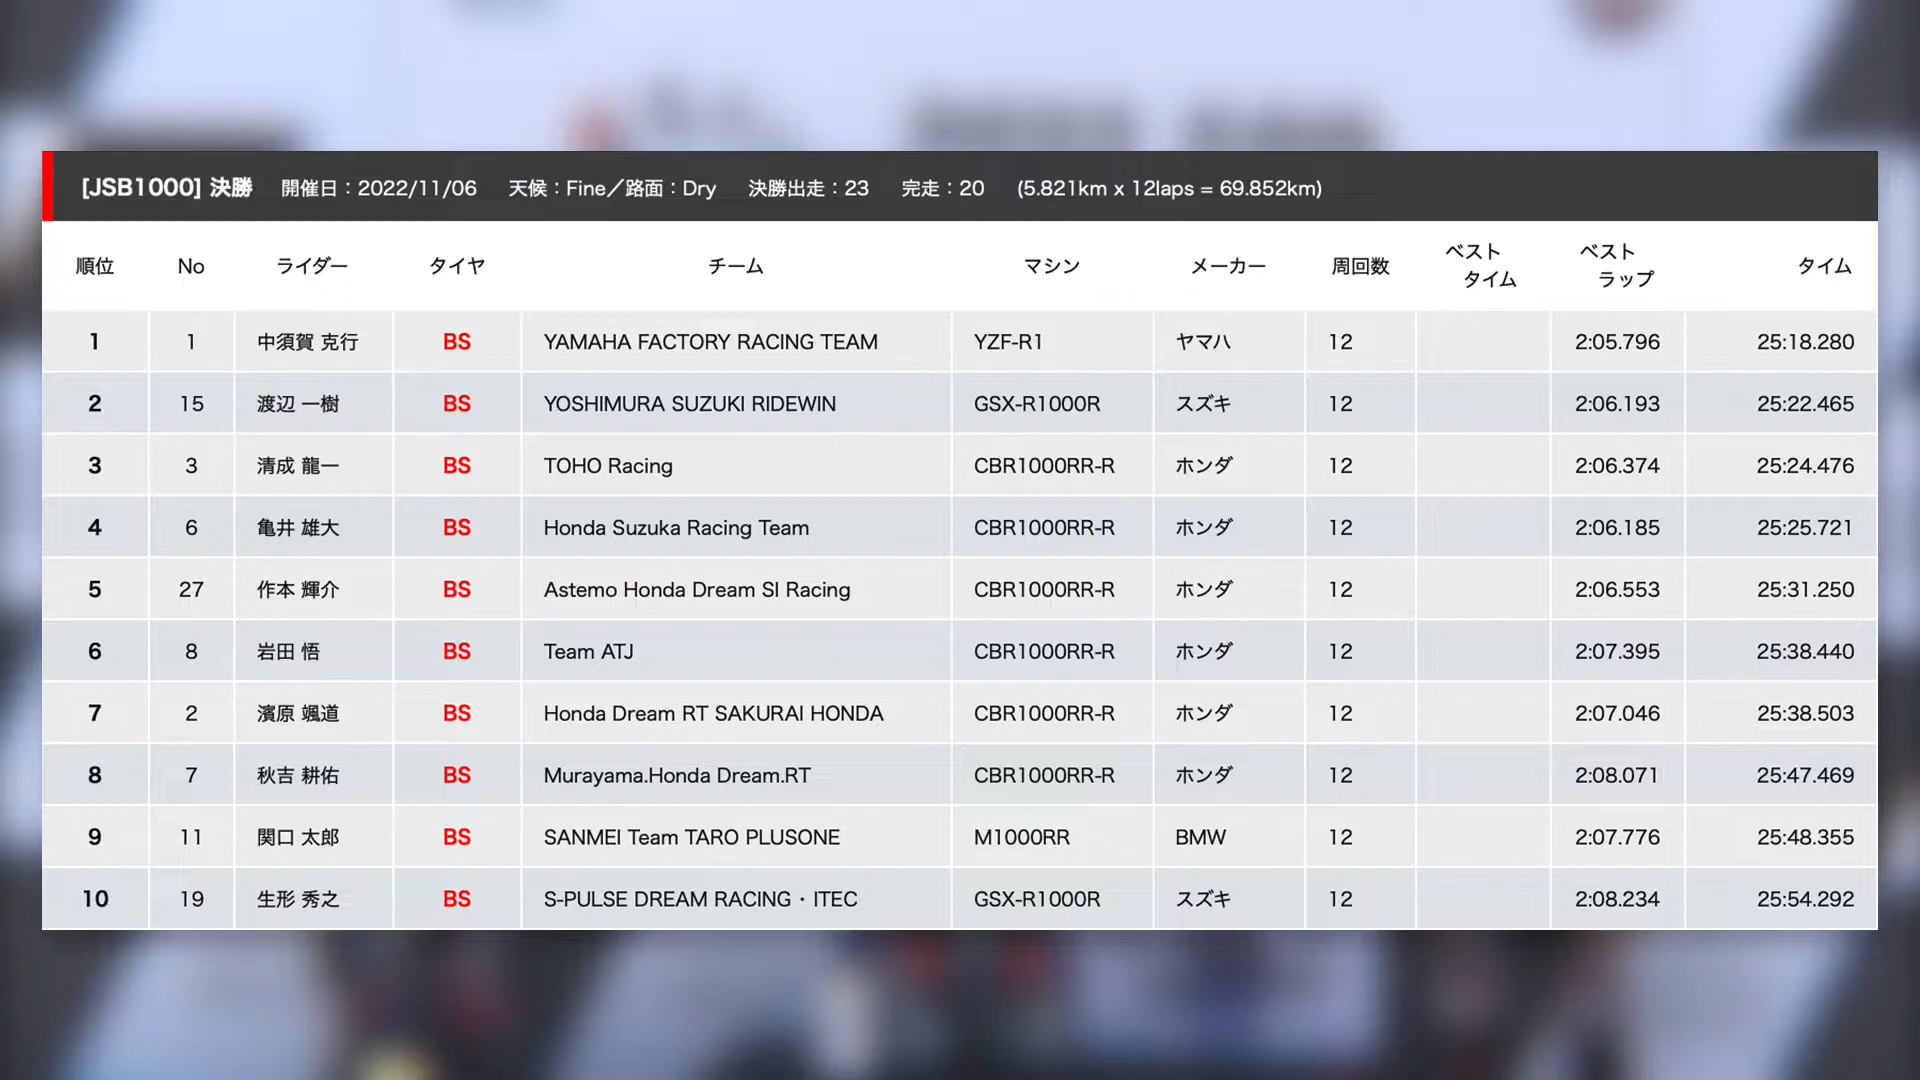 [JSB1000] 決勝 開催日：2022/11/06 天候：Fine／路面：Dry 決勝出走：23 完走：20 (5.821km x 12laps = 69.852km)
順位 No ライダー タイヤ チーム マシン メーカー 周回数 ベストタイム ベストラップ タイム
1 1 中須賀 克行 BS YAMAHA FACTORY RACING TEAM YZF-R1 ヤマハ 12 2:05.796 25:18.280
2 15 渡辺 一樹 BS YOSHIMURA SUZUKI RIDEWIN GSX-R1000R スズキ 12 2:06.193 25:22.465
3 3 清成 龍一 BS TOHO Racing CBR1000RR-R ホンダ 12 2:06.374 25:24.476
4 6 亀井 雄大 BS Honda Suzuka Racing Team CBR1000RR-R ホンダ 12 2:06.185 25:25.721
5 27 作本 輝介 BS Astemo Honda Dream SI Racing CBR1000RR-R ホンダ 12 2:06.553 25:31.250
6 8 岩田 悟 BS Team ATJ CBR1000RR-R ホンダ 12 2:07.395 25:38.440
7 2 濱原 颯道 BS Honda Dream RT SAKURAI HONDA CBR1000RR-R ホンダ 12 2:07.046 25:38.503
8 7 秋吉 耕佑 BS Murayama.Honda Dream.RT CBR1000RR-R ホンダ 12 2:08.071 25:47.469
9 11 関口 太郎 BS SANMEI Team TARO PLUSONE M1000RR BMW 12 2:07.776 25:48.355
10 19 生形 秀之 BS S-PULSE DREAM RACING・ITEC GSX-R1000R スズキ 12 2:08.234 25:54.292